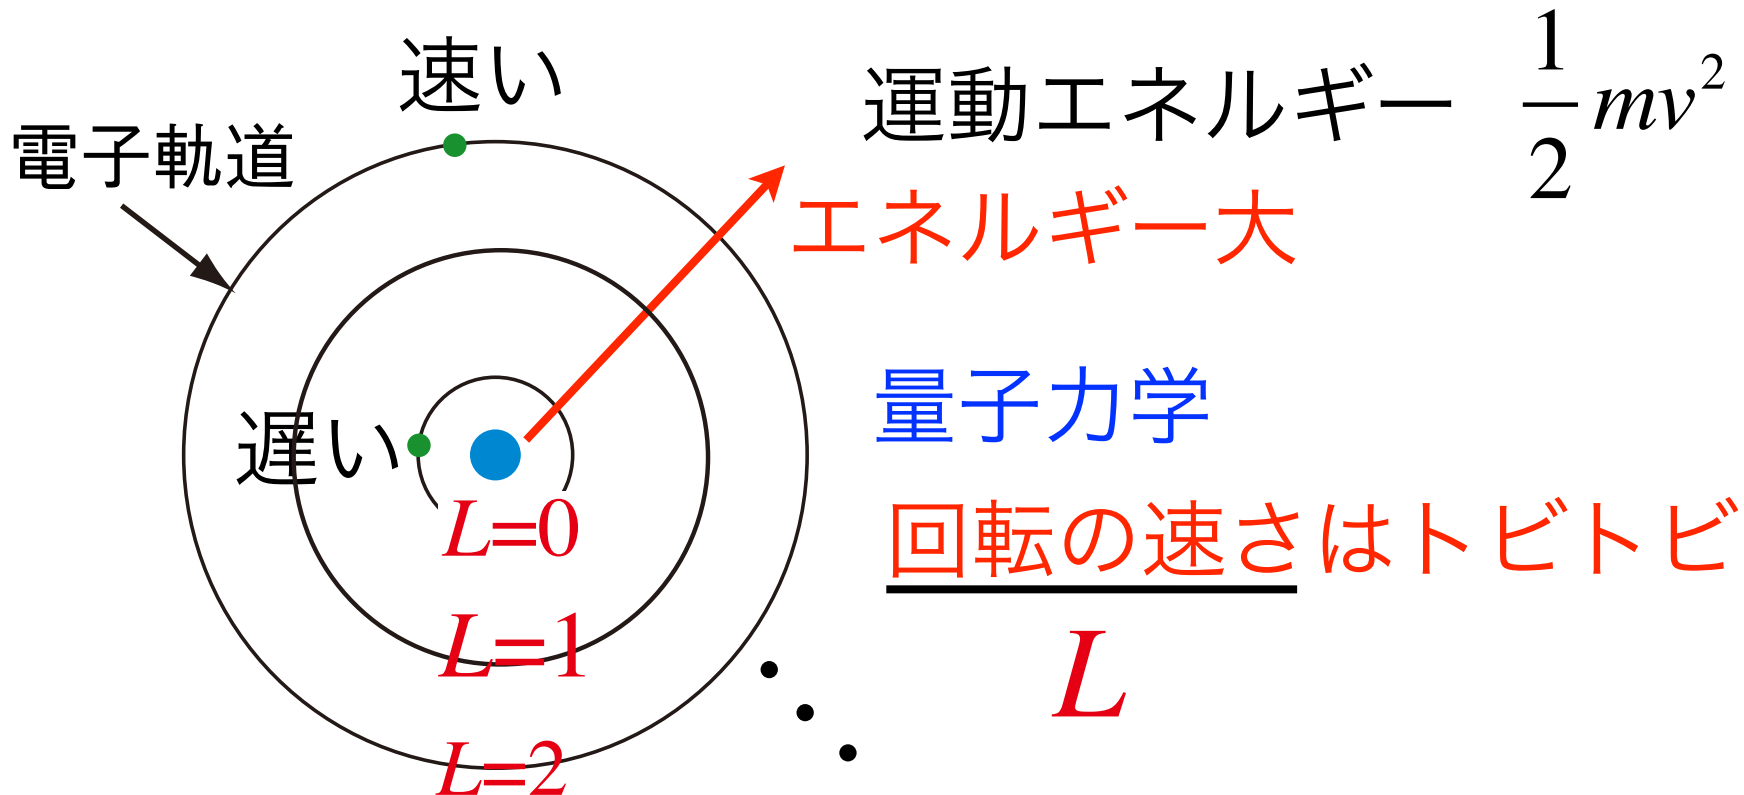 速い
電子軌道
運動エネルギー 1/2 mv²
エネルギー大
遅い
量子力学
L=0
回転の速さはトビトビ
L=1
L
L=2